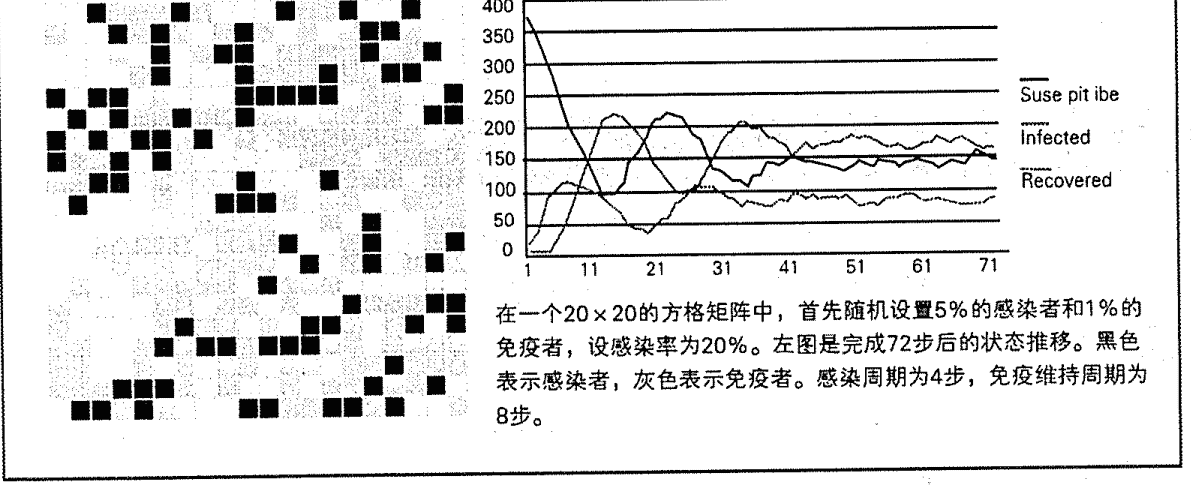 400
350
300
250
200
150
100
50
0
1 11 21 31 41 51 61 71
Suse pit ibe
Infected
Recovered
在一个20×20的方格矩阵中，首先随机设置5%的感染者和1%的
免疫者，设感染率为20%。左图是完成72步后的状态推移。黑色
表示感染者，灰色表示免疫者。感染周期为4步，免疫维持周期为
8步。